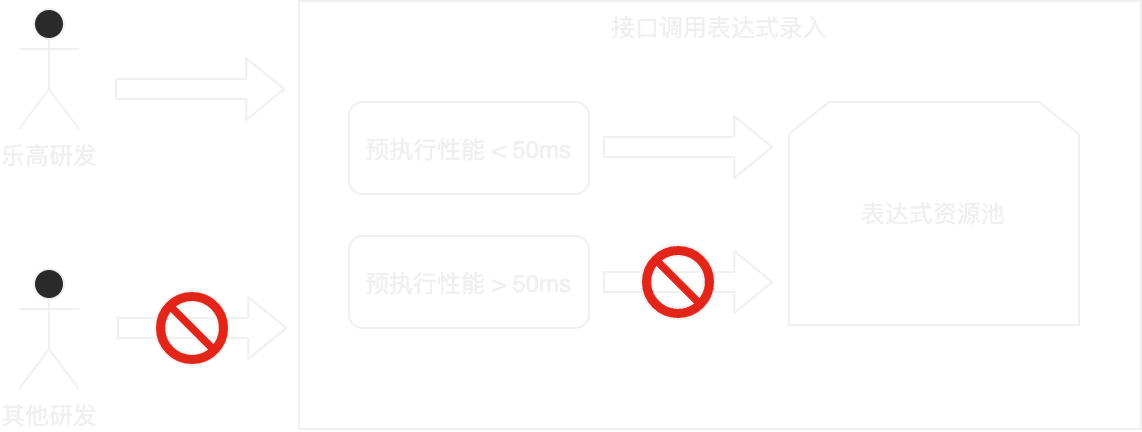 接口调用表达式录入
乐高研发
预执行性能 < 50ms
表达式资源池
预执行性能 > 50ms
其他研发